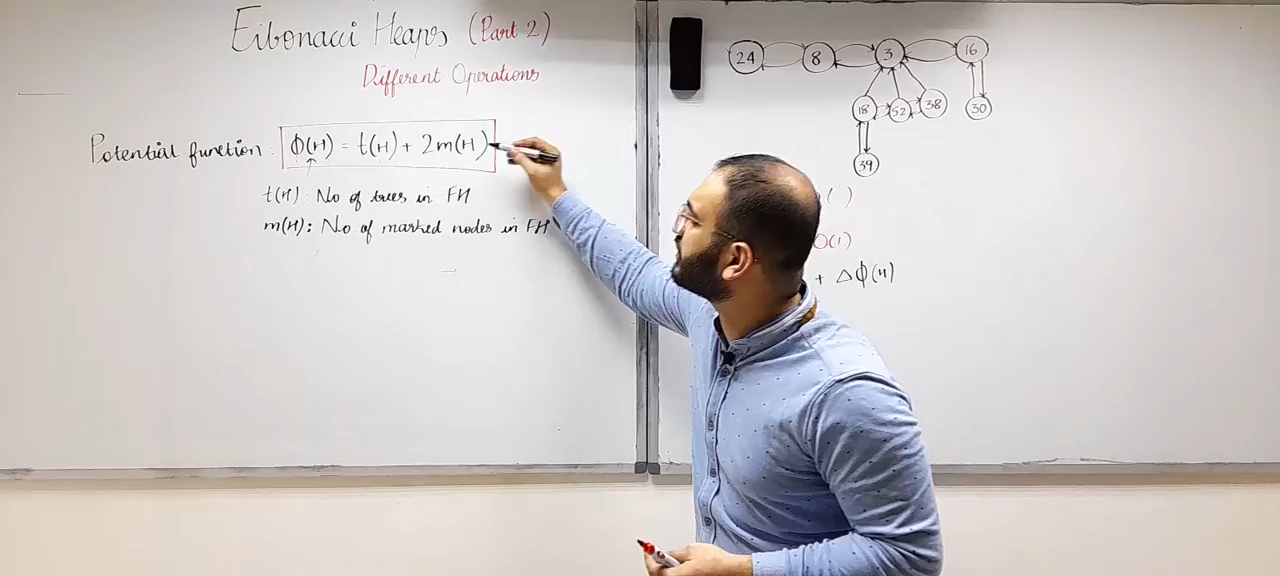 Fibonacci Heaps (Part 2)
Different Operations
Potential function: Φ(H) = t(H) + 2m(H)
t(H): No of trees in FH
m(H): No of marked nodes in FH
24 8 3 16
18 52 38 30
39
O(1)
+ ΔΦ(H)